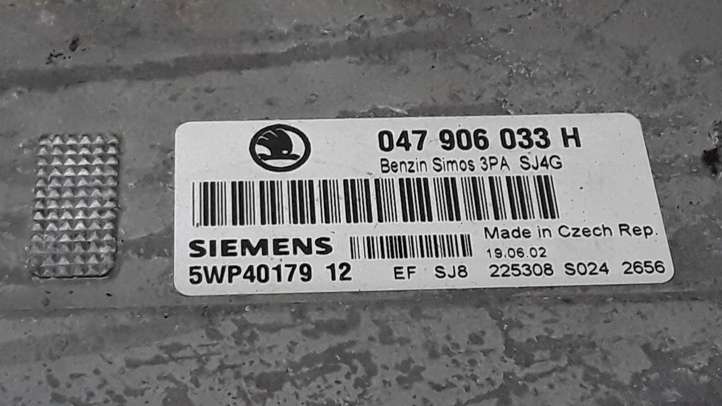 047 906 033 H
Benzin Simos 3PA SJ4G
SIEMENS
Made in Czech Rep.
19.06.02
5WP40179 12
EF SJ8 225308 S024 2656